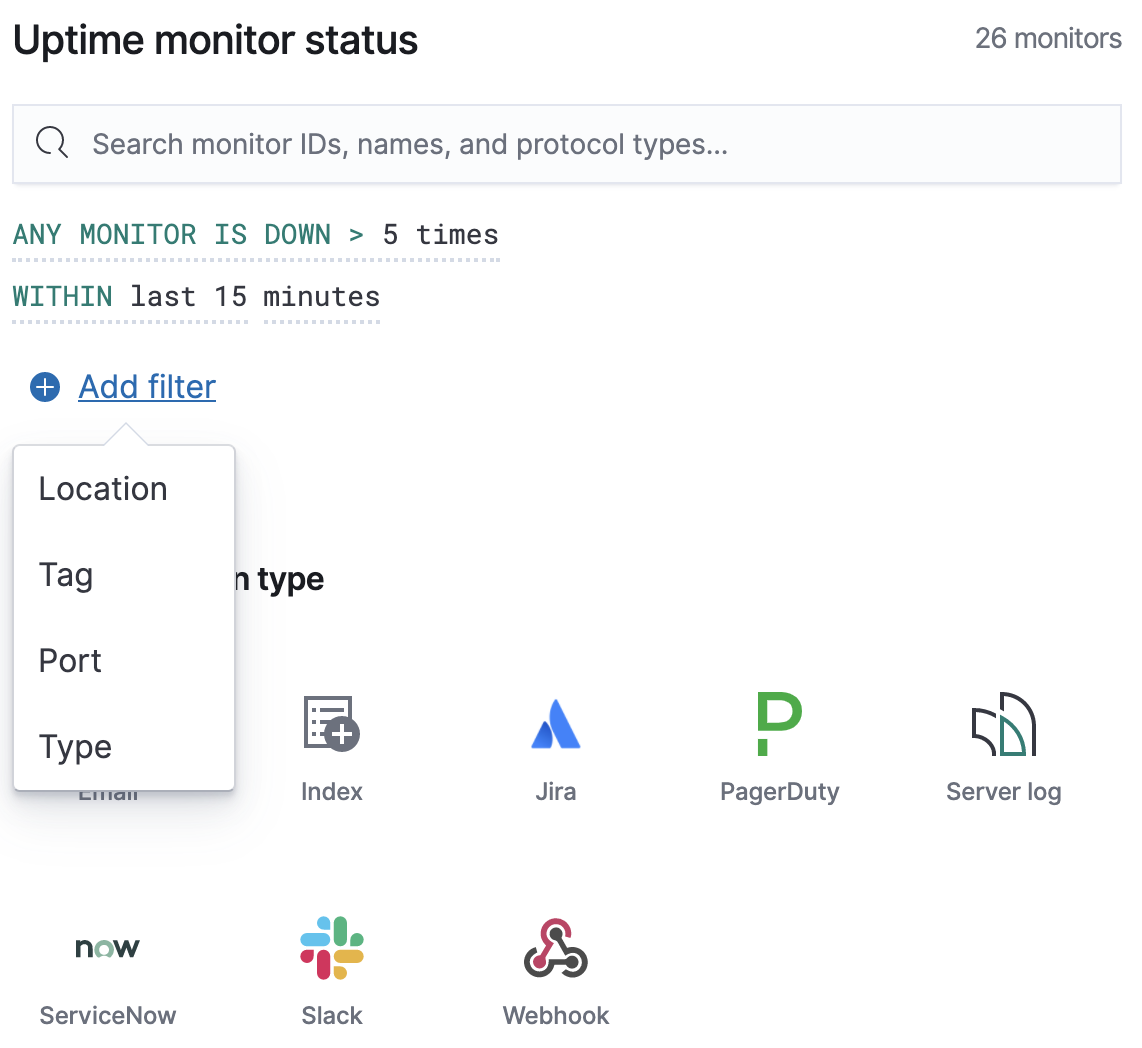 Uptime monitor status
26 monitors
Search monitor IDs, names, and protocol types...
ANY MONITOR IS DOWN > 5 times
WITHIN last 15 minutes
Add filter
Location
Tag
n type
Port
Type
Email
Index
Jira
PagerDuty
Server log
now
ServiceNow
Slack
Webhook